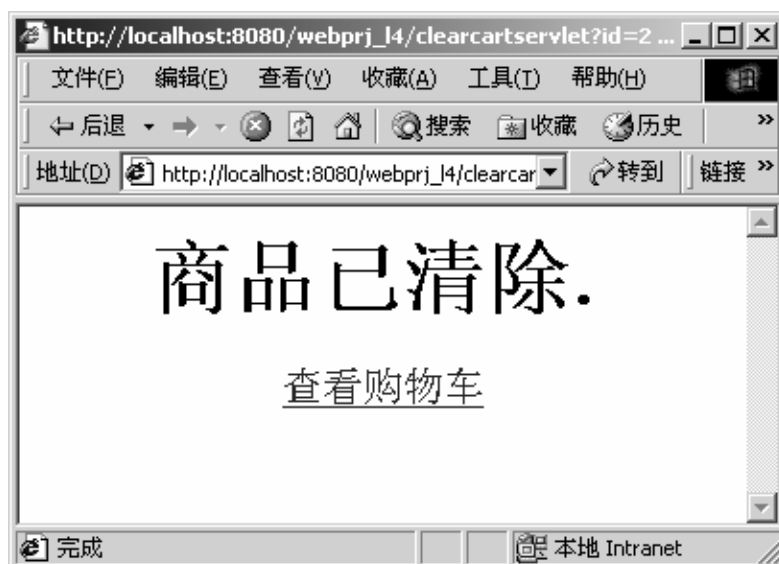 http://localhost:8080/webprj_l4/clearcartservlet?id=2 ...
文件(F) 编辑(E) 查看(V) 收藏(A) 工具(T) 帮助(H)
后退 搜索 收藏 历史 »
地址(D) http://localhost:8080/webprj_l4/clearcar 转到 链接 »
商品已清除.
查看购物车
完成 本地 Intranet